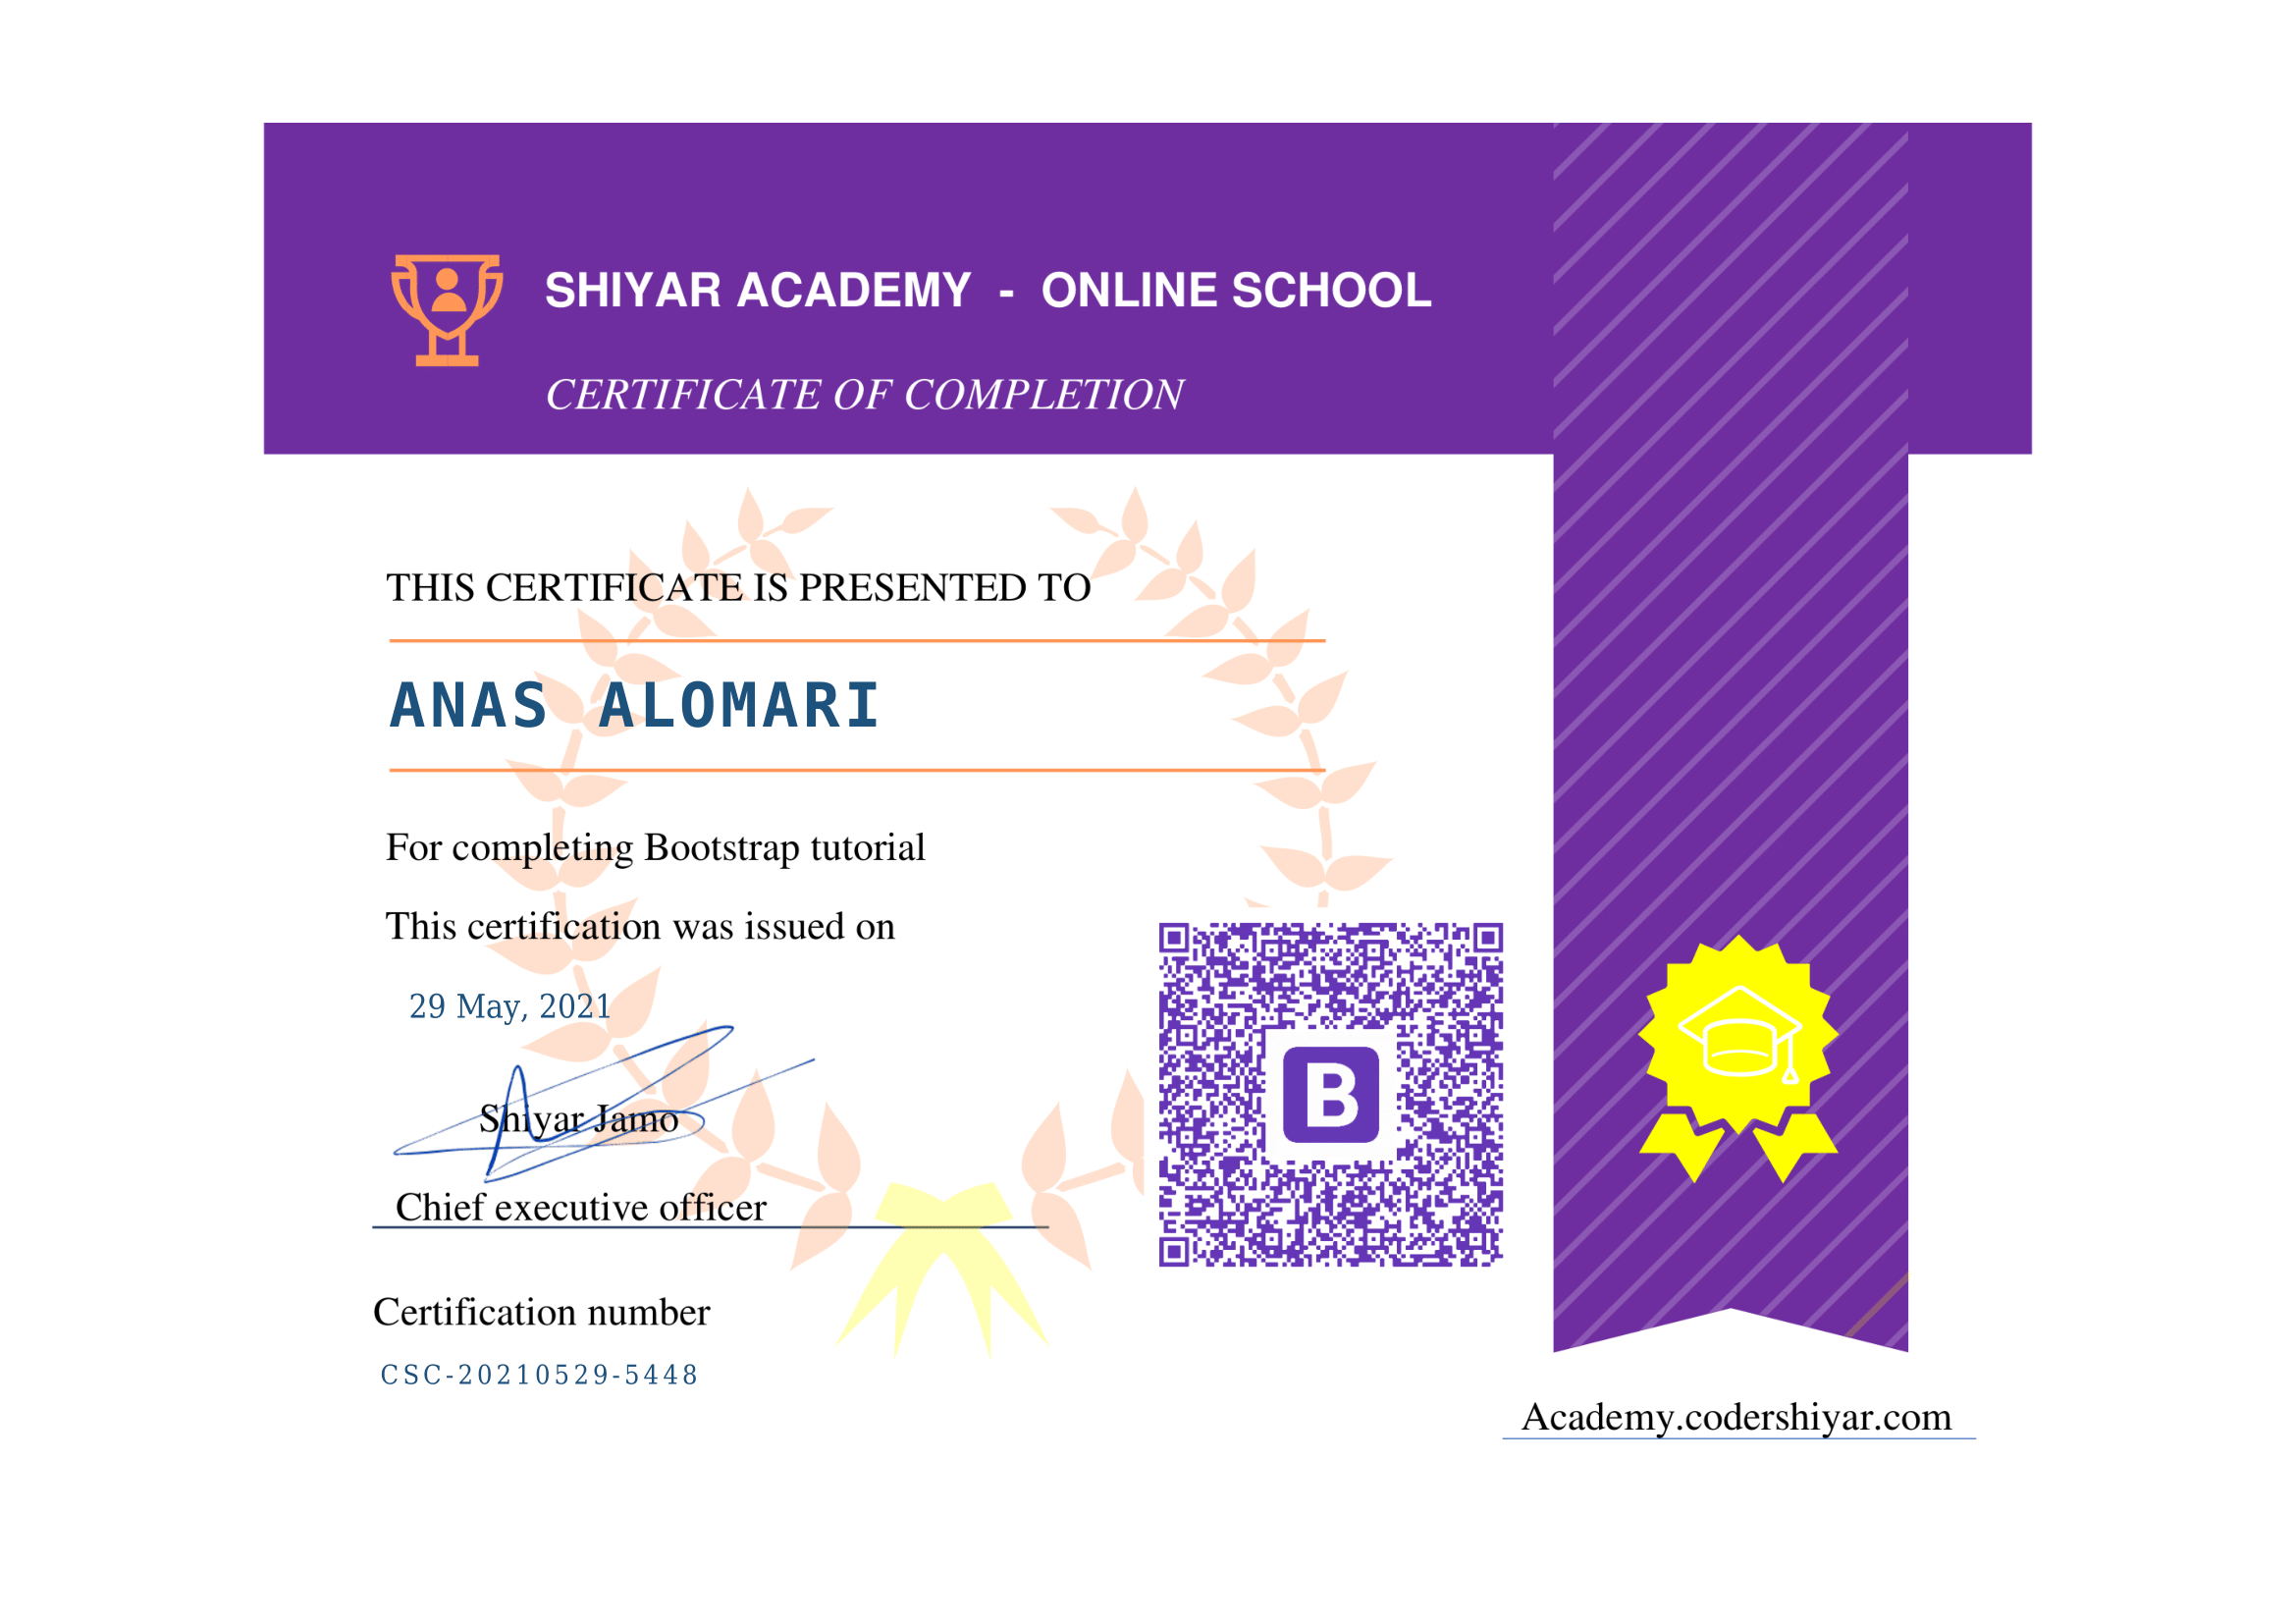 SHIYAR ACADEMY - ONLINE SCHOOL
CERTIFICATE OF COMPLETION
THIS CERTIFICATE IS PRESENTED TO
ANAS ALOMARI
For completing Bootstrap tutorial
This certification was issued on
29 May, 2021
B
Shiyar Jamo
Chief executive officer
Certification number
CSC-20210529-5448
Academy.codershiyar.com